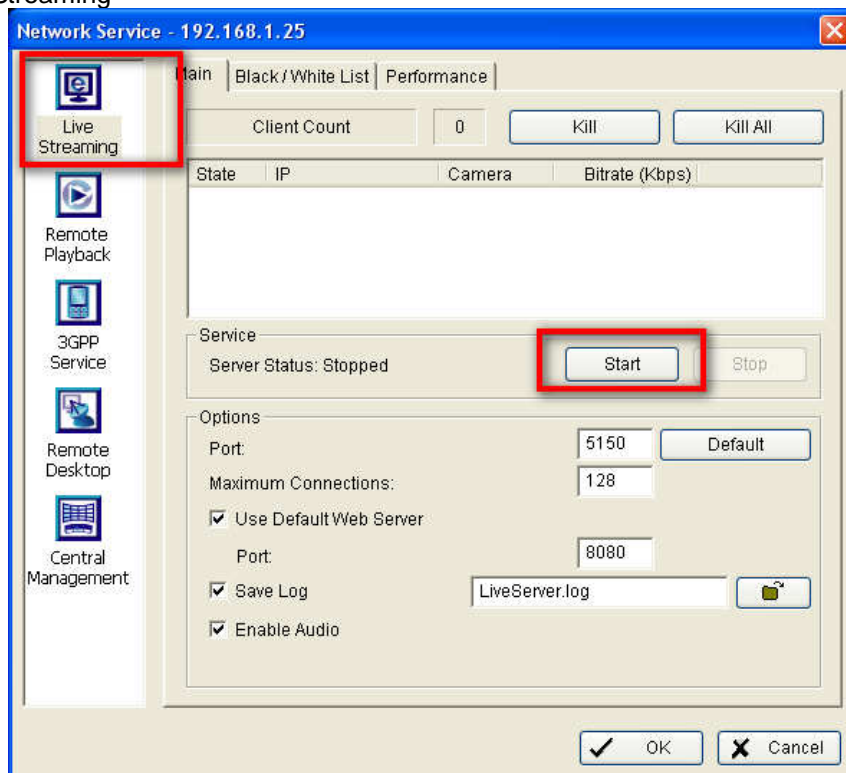 Streaming
Network Service - 192.168.1.25
Live
Streaming
Remote
Playback
3GPP
Service
Remote
Desktop
Central
Management
Main Black / White List Performance
Client Count 0 Kill Kill All
State IP Camera Bitrate (Kbps)
Service
Server Status: Stopped Start Stop
Options
Port: 5150 Default
Maximum Connections: 128
Use Default Web Server
Port: 8080
Save Log LiveServer.log
Enable Audio
OK Cancel